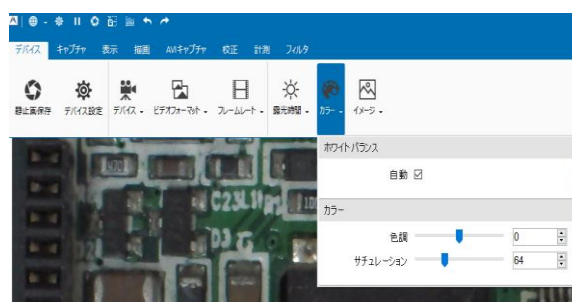 デバイス キャプチャ 表示 描画 AVIキャプチャ 校正 計測 フィルタ
静止画保存 デバイス設定 デバイス ビデオフォーマット フレームレート 露光時間 カラー イメージ
ホワイトバランス
自動
カラー
色調 0
サチュレーション 64
470
C23L11
D3